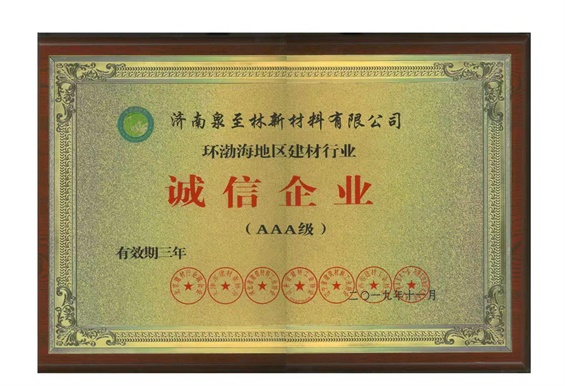 济南泉至林新材料有限公司
环渤海地区建材行业
诚信企业
（AAA级）
有效期三年
二〇一九年十一月